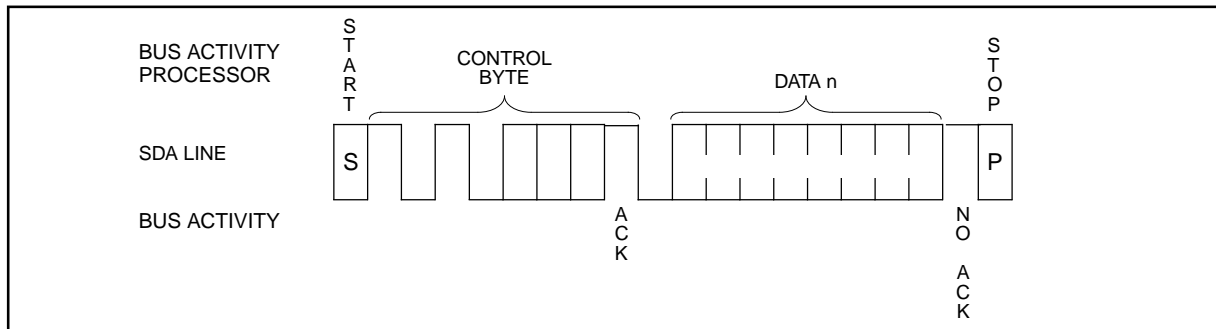 BUS ACTIVITY
PROCESSOR
START
CONTROL
BYTE
DATA n
STOP
SDA LINE
S
P
BUS ACTIVITY
ACK
NO ACK